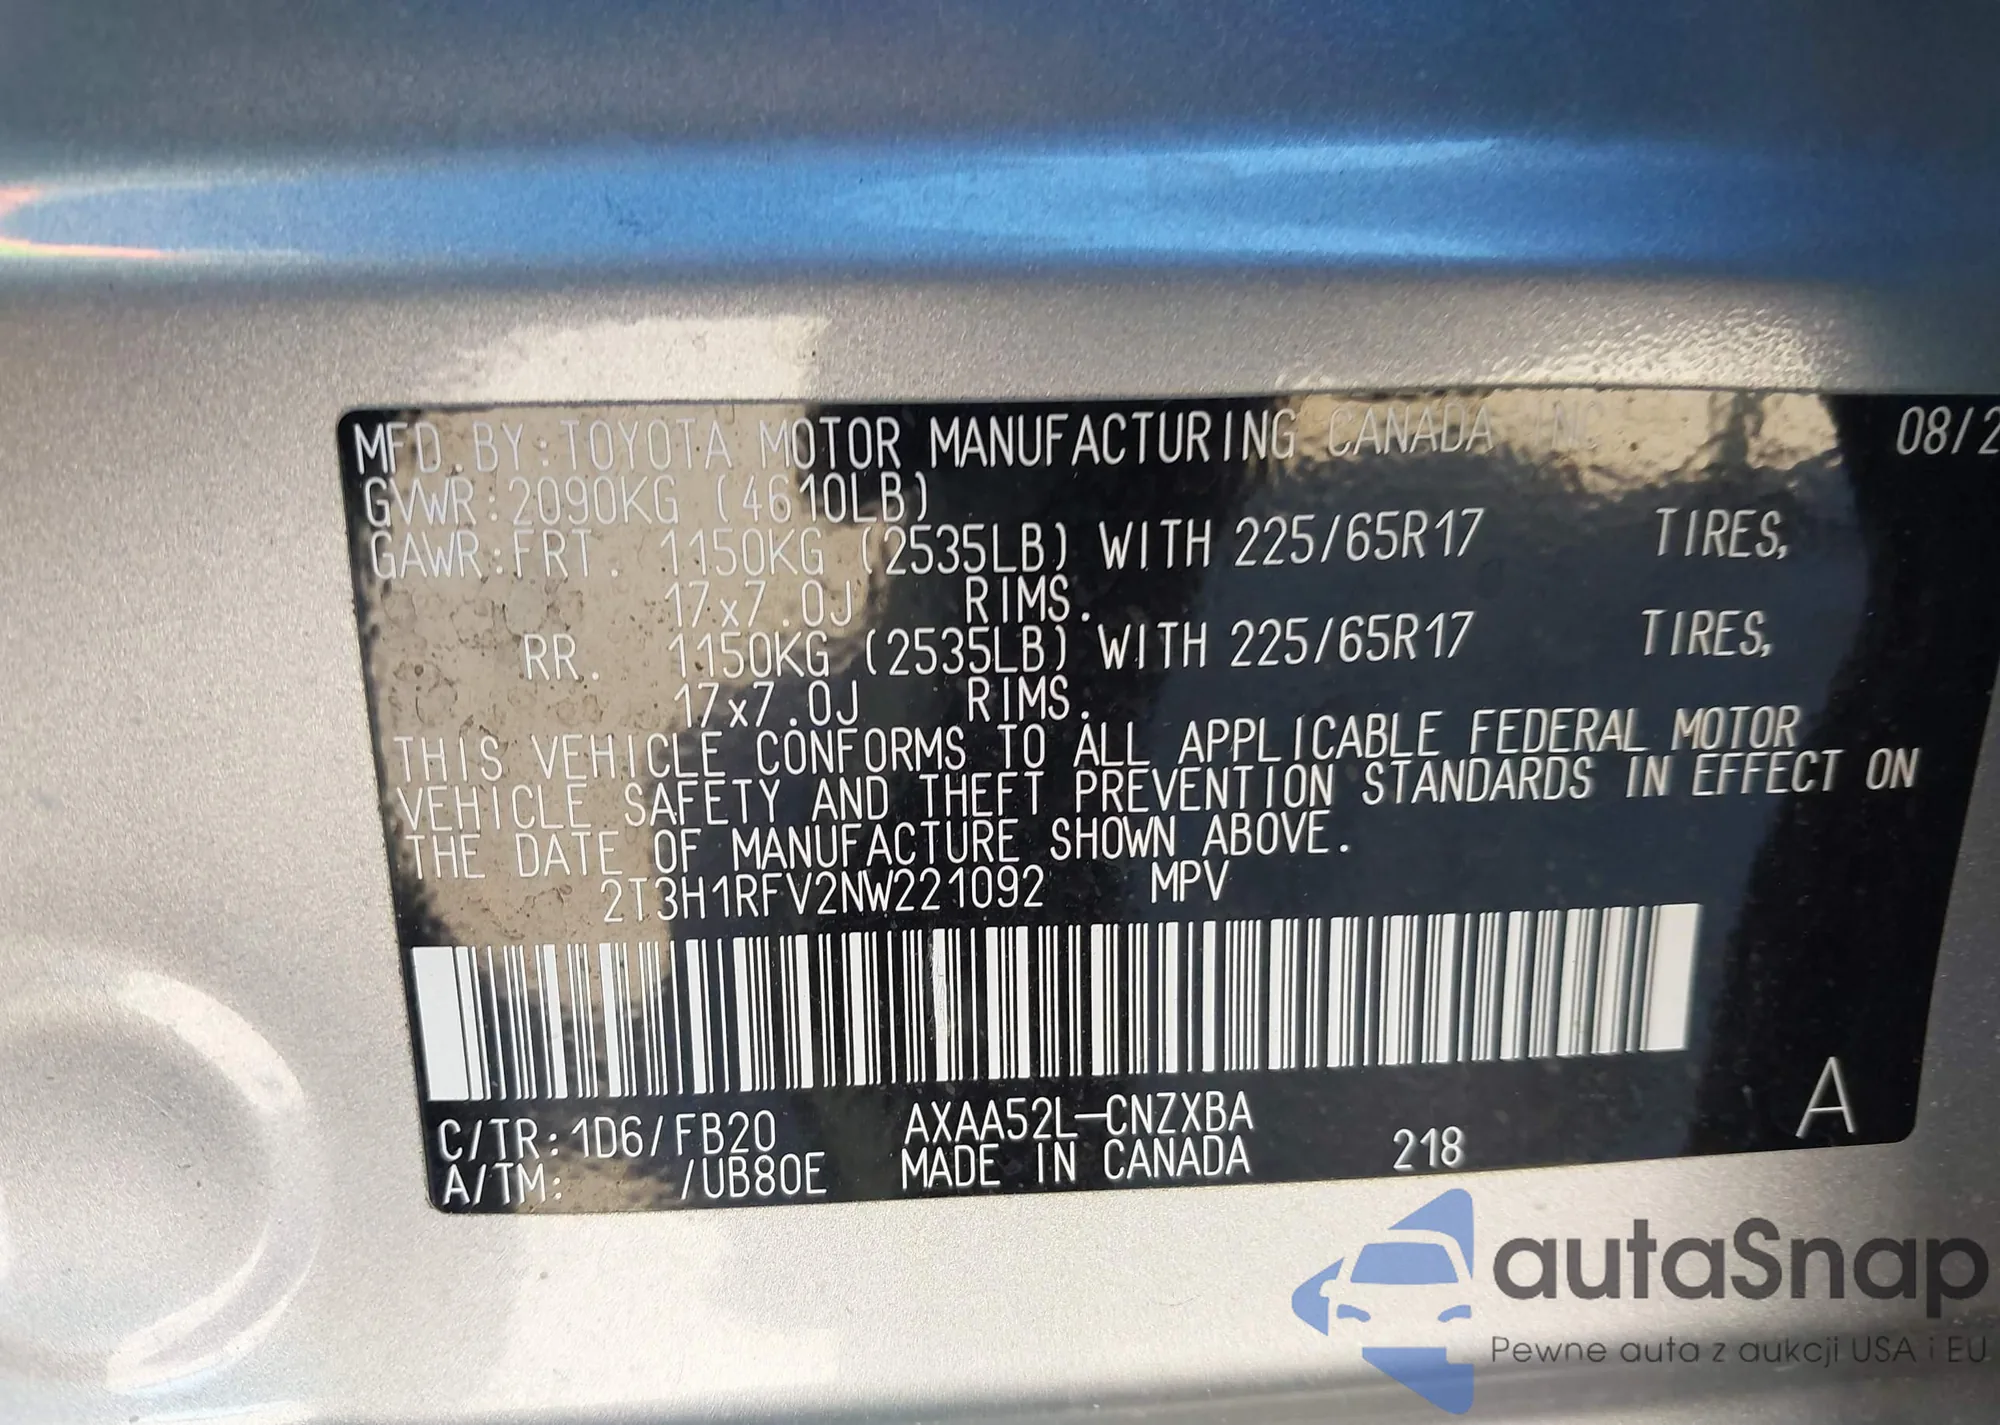 MFD.BY:TOYOTA MOTOR MANUFACTURING CANADA INC 08/2
GVWR:2090KG (4610LB)
GAWR:FRT. 1150KG (2535LB) WITH 225/65R17 TIRES,
17x7.0J RIMS.
RR. 1150KG (2535LB) WITH 225/65R17 TIRES,
17x7.0J RIMS.
THIS VEHICLE CONFORMS TO ALL APPLICABLE FEDERAL MOTOR
VEHICLE SAFETY AND THEFT PREVENTION STANDARDS IN EFFECT ON
THE DATE OF MANUFACTURE SHOWN ABOVE.
2T3H1RFV2NW221092 MPV
C/TR:1D6/FB20 AXAA52L-CNZXBA
A/TM: /UB80E MADE IN CANADA 218 A
autaSnap
Pewne auta z aukcji USA i EU